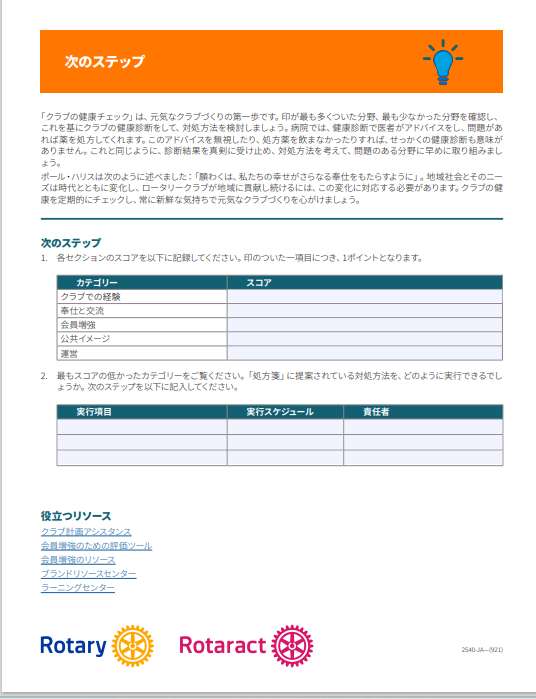 次のステップ
「クラブの健康チェック」は、元気なクラブづくりの第一歩です。印が最も多くついた分野、最も少なかった分野を確認し、
これを基にクラブの健康診断をして、対処方法を検討しましょう。病院では、健康診断で医者がアドバイスをし、問題があ
れば薬を処方してくれます。このアドバイスを無視したり、処方薬を飲まなかったりすれば、せっかくの健康診断も意味が
ありません。これと同じように、診断結果を真剣に受け止め、対処方法を考えて、問題のある分野に早めに取り組みまし
ょう。
ポール・ハリスは次のように述べました：「願わくは、私たちの幸せがさらなる奉仕をもたらすように」。地域社会とそのニー
ズは時代とともに変化し、ロータリークラブが地域に貢献し続けるには、この変化に対応する必要があります。クラブの健
康を定期的にチェックし、常に新鮮な気持ちで元気なクラブづくりを心がけましょう。
次のステップ
1. 各セクションのスコアを以下に記録してください。印のついた一項目につき、1ポイントとなります。
カテゴリー スコア
クラブでの経験
奉仕と交流
会員増強
公共イメージ
運営
2. 最もスコアの低かったカテゴリーをご覧ください。「処方箋」に提案されている対処方法を、どのように実行できるでし
ょうか。次のステップを以下に記入してください。
実行項目 実行スケジュール 責任者
役立つリソース
クラブ計画アシスタンス
会員増強のための評価ツール
会員増強のリソース
ブランドリソースセンター
ラーニングセンター
Rotary Rotaract
2540-JA—(921)